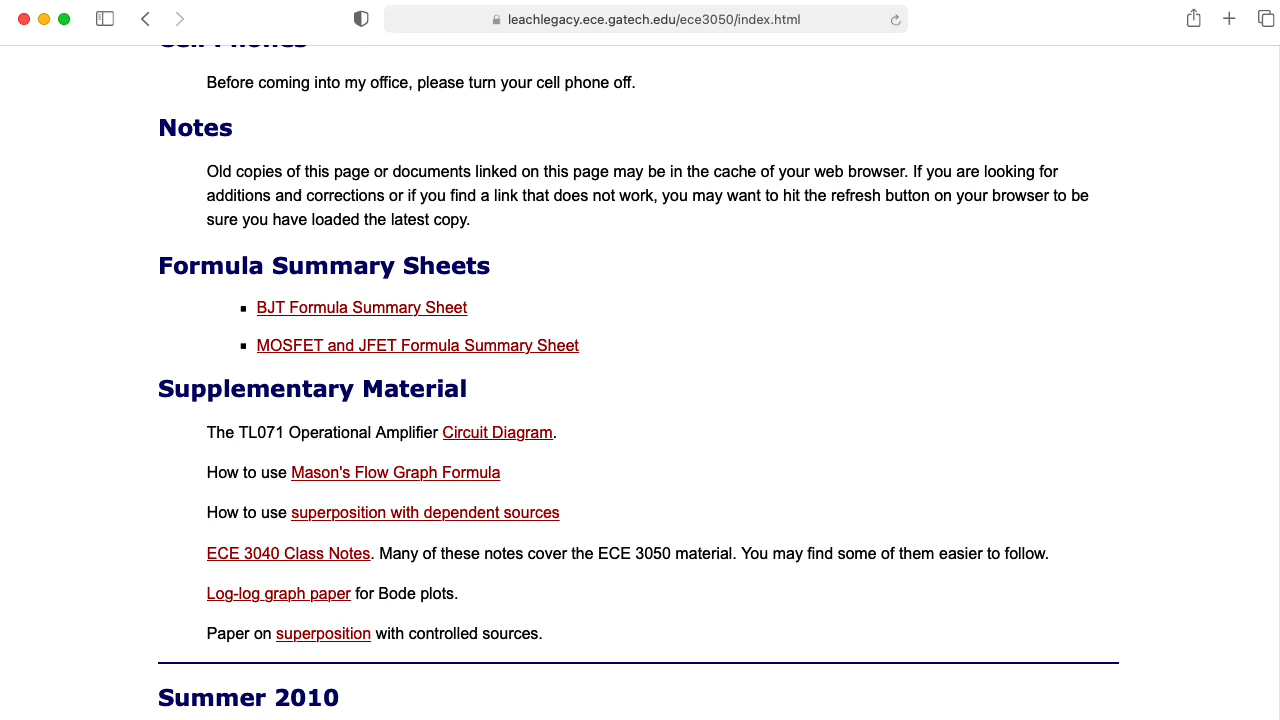 leachlegacy.ece.gatech.edu/ece3050/index.html
Cell Phones
Before coming into my office, please turn your cell phone off.
Notes
Old copies of this page or documents linked on this page may be in the cache of your web browser. If you are looking for
additions and corrections or if you find a link that does not work, you may want to hit the refresh button on your browser to be
sure you have loaded the latest copy.
Formula Summary Sheets
BJT Formula Summary Sheet
MOSFET and JFET Formula Summary Sheet
Supplementary Material
The TL071 Operational Amplifier Circuit Diagram.
How to use Mason's Flow Graph Formula
How to use superposition with dependent sources
ECE 3040 Class Notes. Many of these notes cover the ECE 3050 material. You may find some of them easier to follow.
Log-log graph paper for Bode plots.
Paper on superposition with controlled sources.
Summer 2010